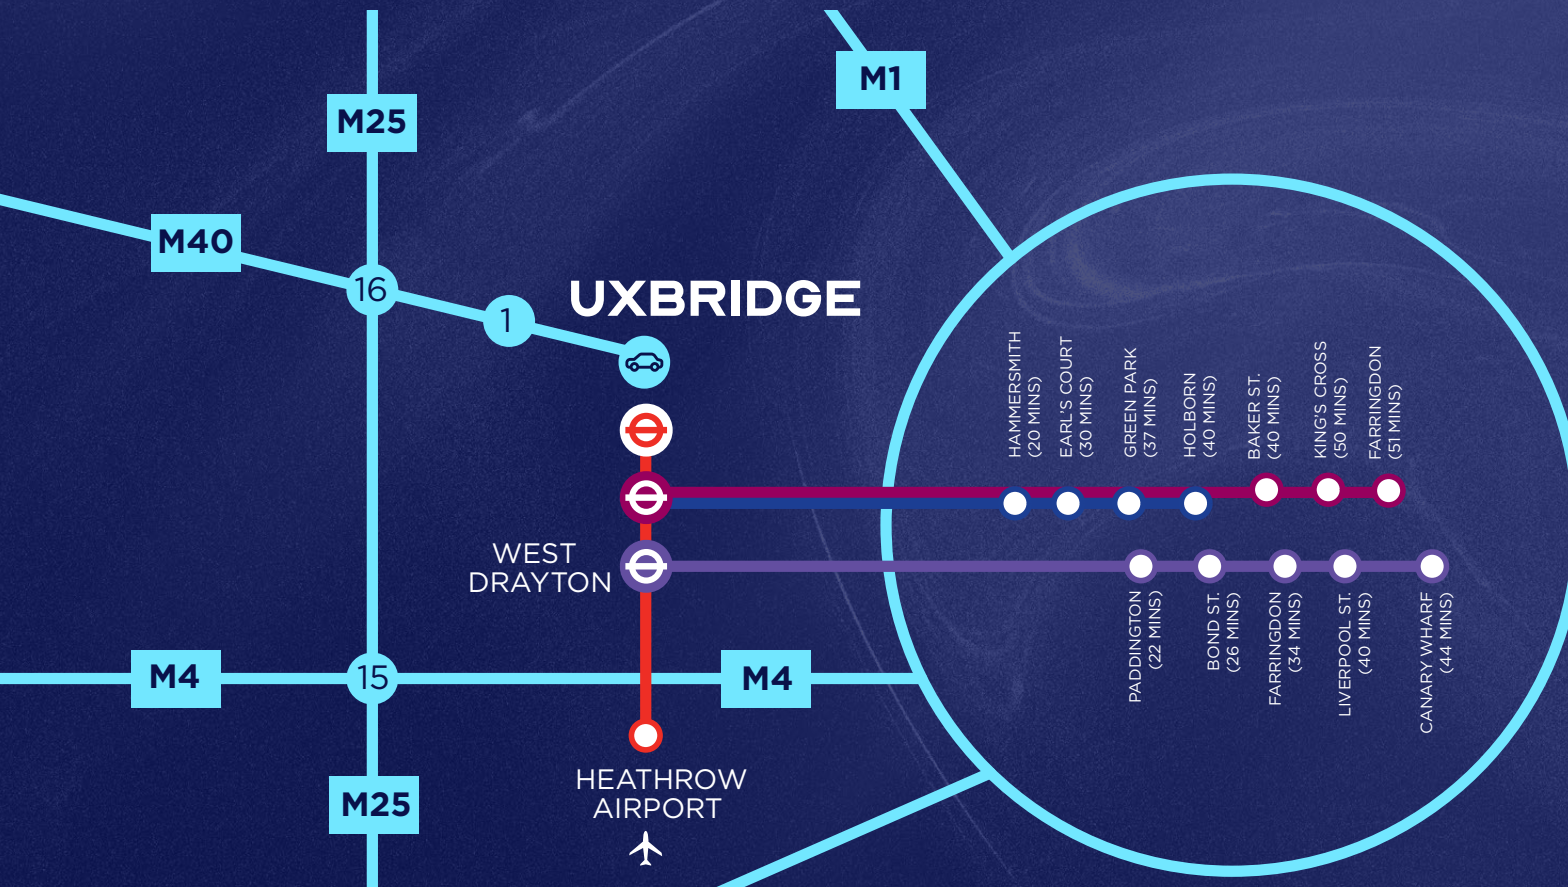 M1
M25
M40
16
1
UXBRIDGE
HAMMERSMITH
(20 MINS)
EARL'S COURT
(30 MINS)
GREEN PARK
(37 MINS)
HOLBORN
(40 MINS)
BAKER ST.
(40 MINS)
KING'S CROSS
(50 MINS)
FARRINGDON
(51 MINS)
WEST
DRAYTON
PADDINGTON
(22 MINS)
BOND ST.
(26 MINS)
FARRINGDON
(34 MINS)
LIVERPOOL ST.
(40 MINS)
CANARY WHARF
(44 MINS)
M4
15
M4
HEATHROW
AIRPORT
M25